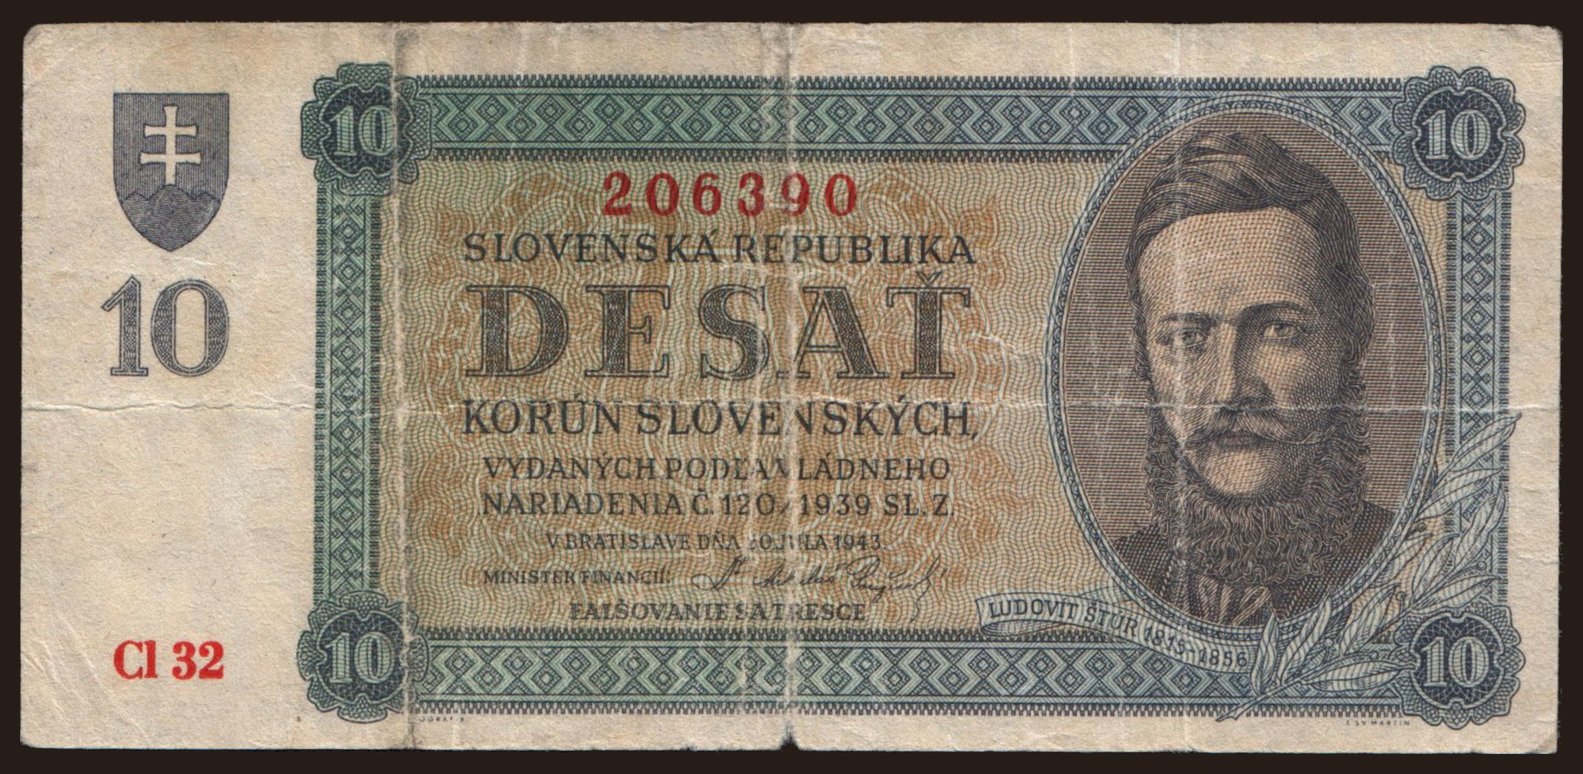 10
10
206390
SLOVENSKÁ REPUBLIKA
10
DESAŤ
KORÚN SLOVENSKÝCH,
VYDANÝCH PODĽA VLÁDNEHO
NARIADENIA Č. 120/1939 SL. Z.
V BRATISLAVE DŇA 20. JÚLA 1943.
MINISTER FINANCIÍ:
FALŠOVANIE SA TRESCE
ĽUDOVÍT ŠTÚR 1815-1856
Cl 32
10
10